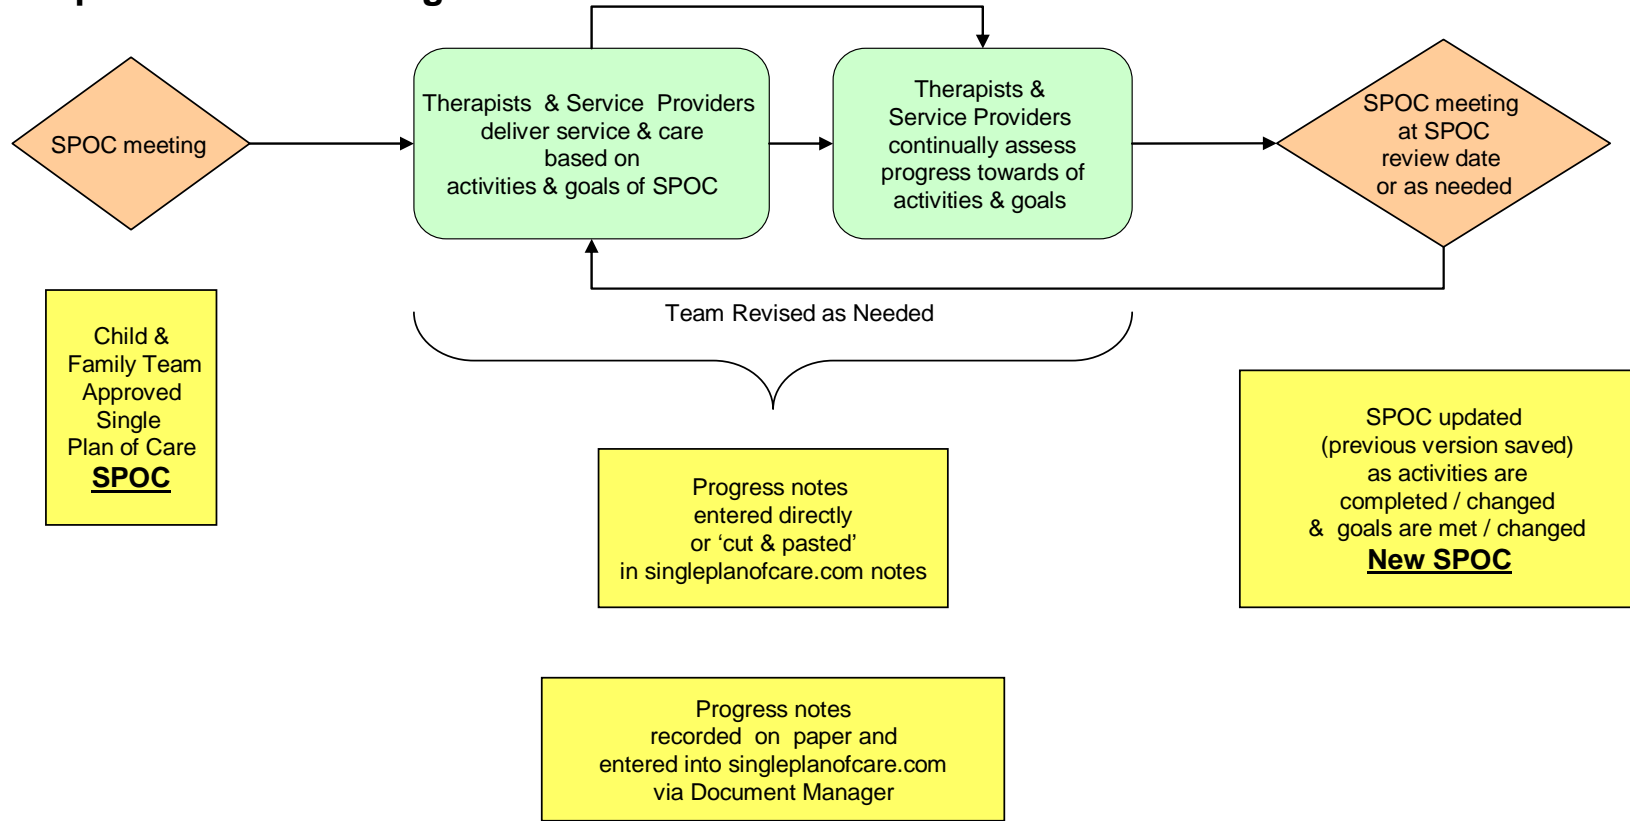 SPOC meeting
Therapists & Service Providers
deliver service & care
based on
activities & goals of SPOC
Therapists &
Service Providers
continually assess
progress towards of
activities & goals
SPOC meeting
at SPOC
review date
or as needed
Team Revised as Needed
Child &
Family Team
Approved
Single
Plan of Care
SPOC
Progress notes
entered directly
or ‘cut & pasted’
in singleplanofcare.com notes
SPOC updated
(previous version saved)
as activities are
completed / changed
& goals are met / changed
New SPOC
Progress notes
recorded on paper and
entered into singleplanofcare.com
via Document Manager